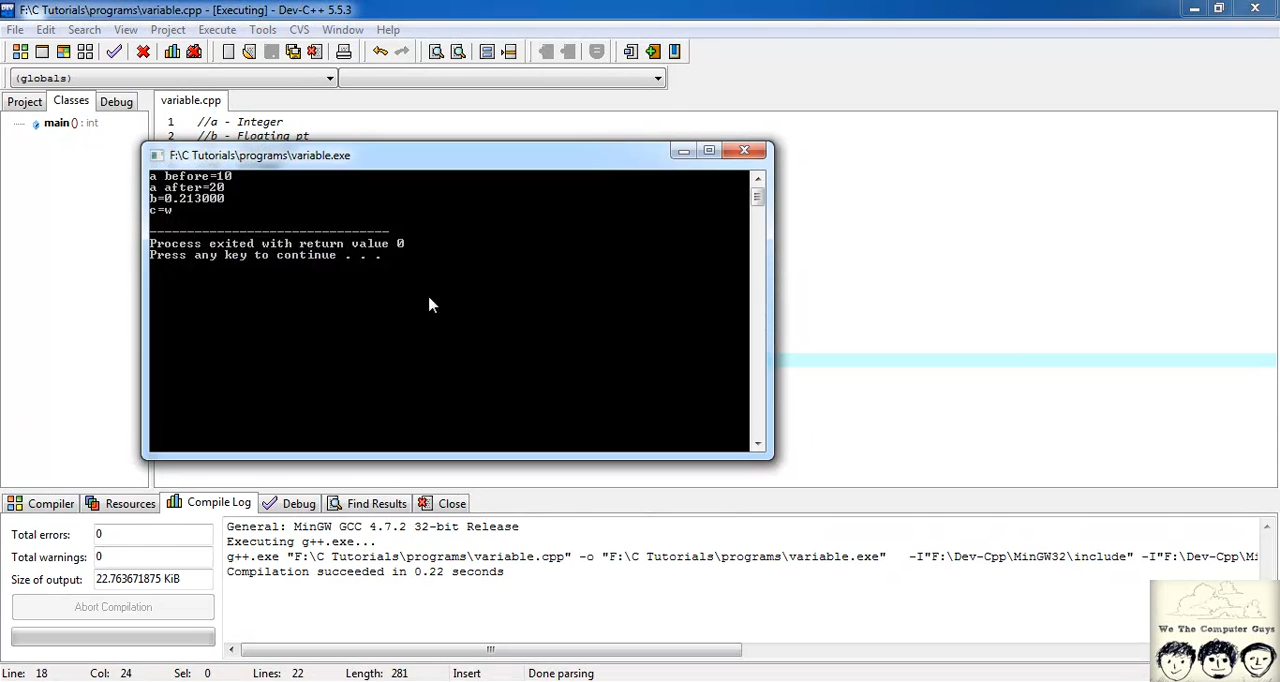 F:\C Tutorials\programs\variable.cpp - [Executing] - Dev-C++ 5.5.3
File Edit Search View Project Execute Tools CVS Window Help
(globals)
Project Classes Debug
variable.cpp
main () : int
1 //a - Integer
2 //b - Floating pt
F:\C Tutorials\programs\variable.exe
a before=10
a after=20
b=0.213000
c=w
--------------------------------
Process exited with return value 0
Press any key to continue . . .
Compiler Resources Compile Log Debug Find Results Close
Total errors: 0
Total warnings: 0
Size of output: 22.763671875 KiB
Abort Compilation
General: MinGW GCC 4.7.2 32-bit Release
Executing g++.exe...
g++.exe "F:\C Tutorials\programs\variable.cpp" -o "F:\C Tutorials\programs\variable.exe" -I"F:\Dev-Cpp\MinGW32\include" -I"F:\Dev-Cpp\Mi
Compilation succeeded in 0.22 seconds
We The Computer Guys
Line: 18 Col: 24 Sel: 0 Lines: 22 Length: 281 Insert Done parsing